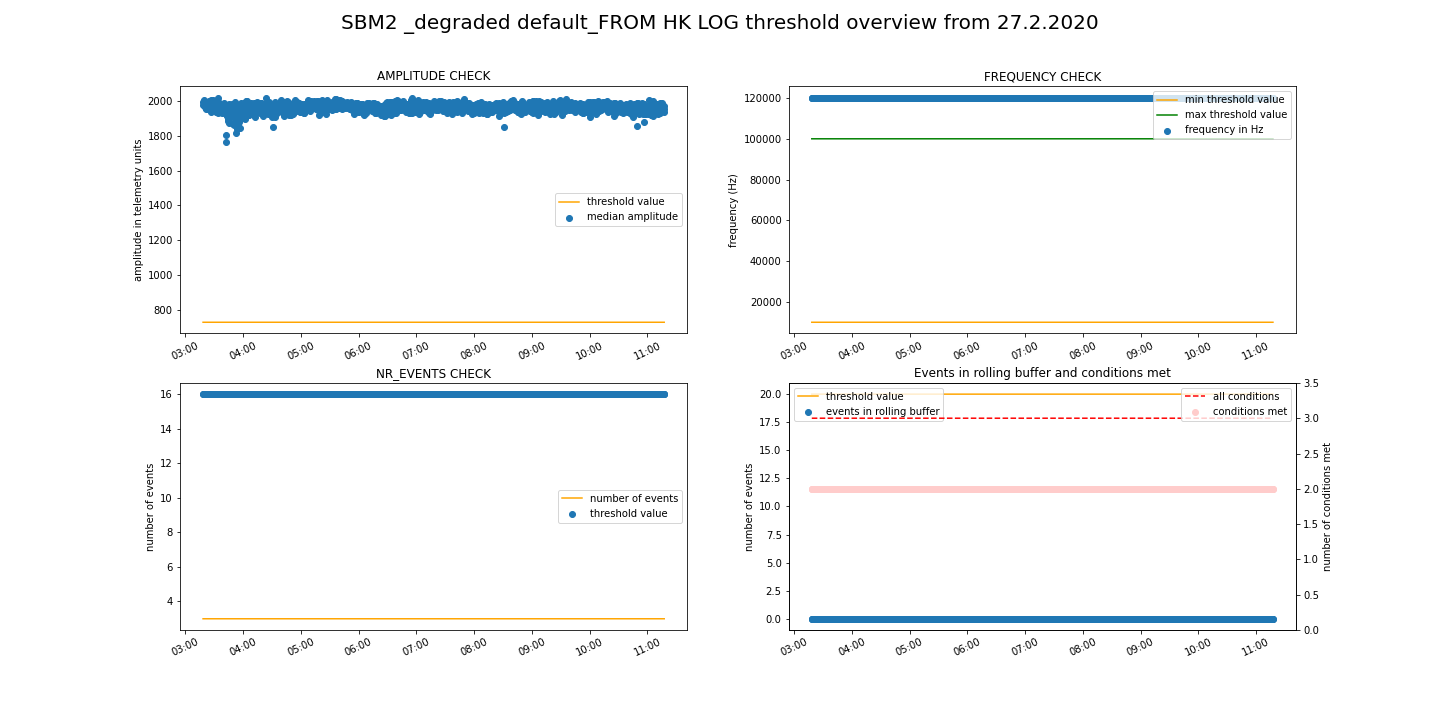 SBM2 _degraded default_FROM HK LOG threshold overview from 27.2.2020
AMPLITUDE CHECK
amplitude in telemetry units
2000
1800
1600
1400
1200
1000
800
threshold value
median amplitude
03:00 04:00 05:00 06:00 07:00 08:00 09:00 10:00 11:00
FREQUENCY CHECK
frequency (Hz)
120000
100000
80000
60000
40000
20000
min threshold value
max threshold value
frequency in Hz
03:00 04:00 05:00 06:00 07:00 08:00 09:00 10:00 11:00
NR_EVENTS CHECK
number of events
16
14
12
10
8
6
4
number of events
threshold value
03:00 04:00 05:00 06:00 07:00 08:00 09:00 10:00 11:00
Events in rolling buffer and conditions met
number of events
20.0
17.5
15.0
12.5
10.0
7.5
5.0
2.5
0.0
threshold value
events in rolling buffer
all conditions
conditions met
3.5
3.0
2.5
2.0
1.5
1.0
0.5
0.0
number of conditions met
03:00 04:00 05:00 06:00 07:00 08:00 09:00 10:00 11:00